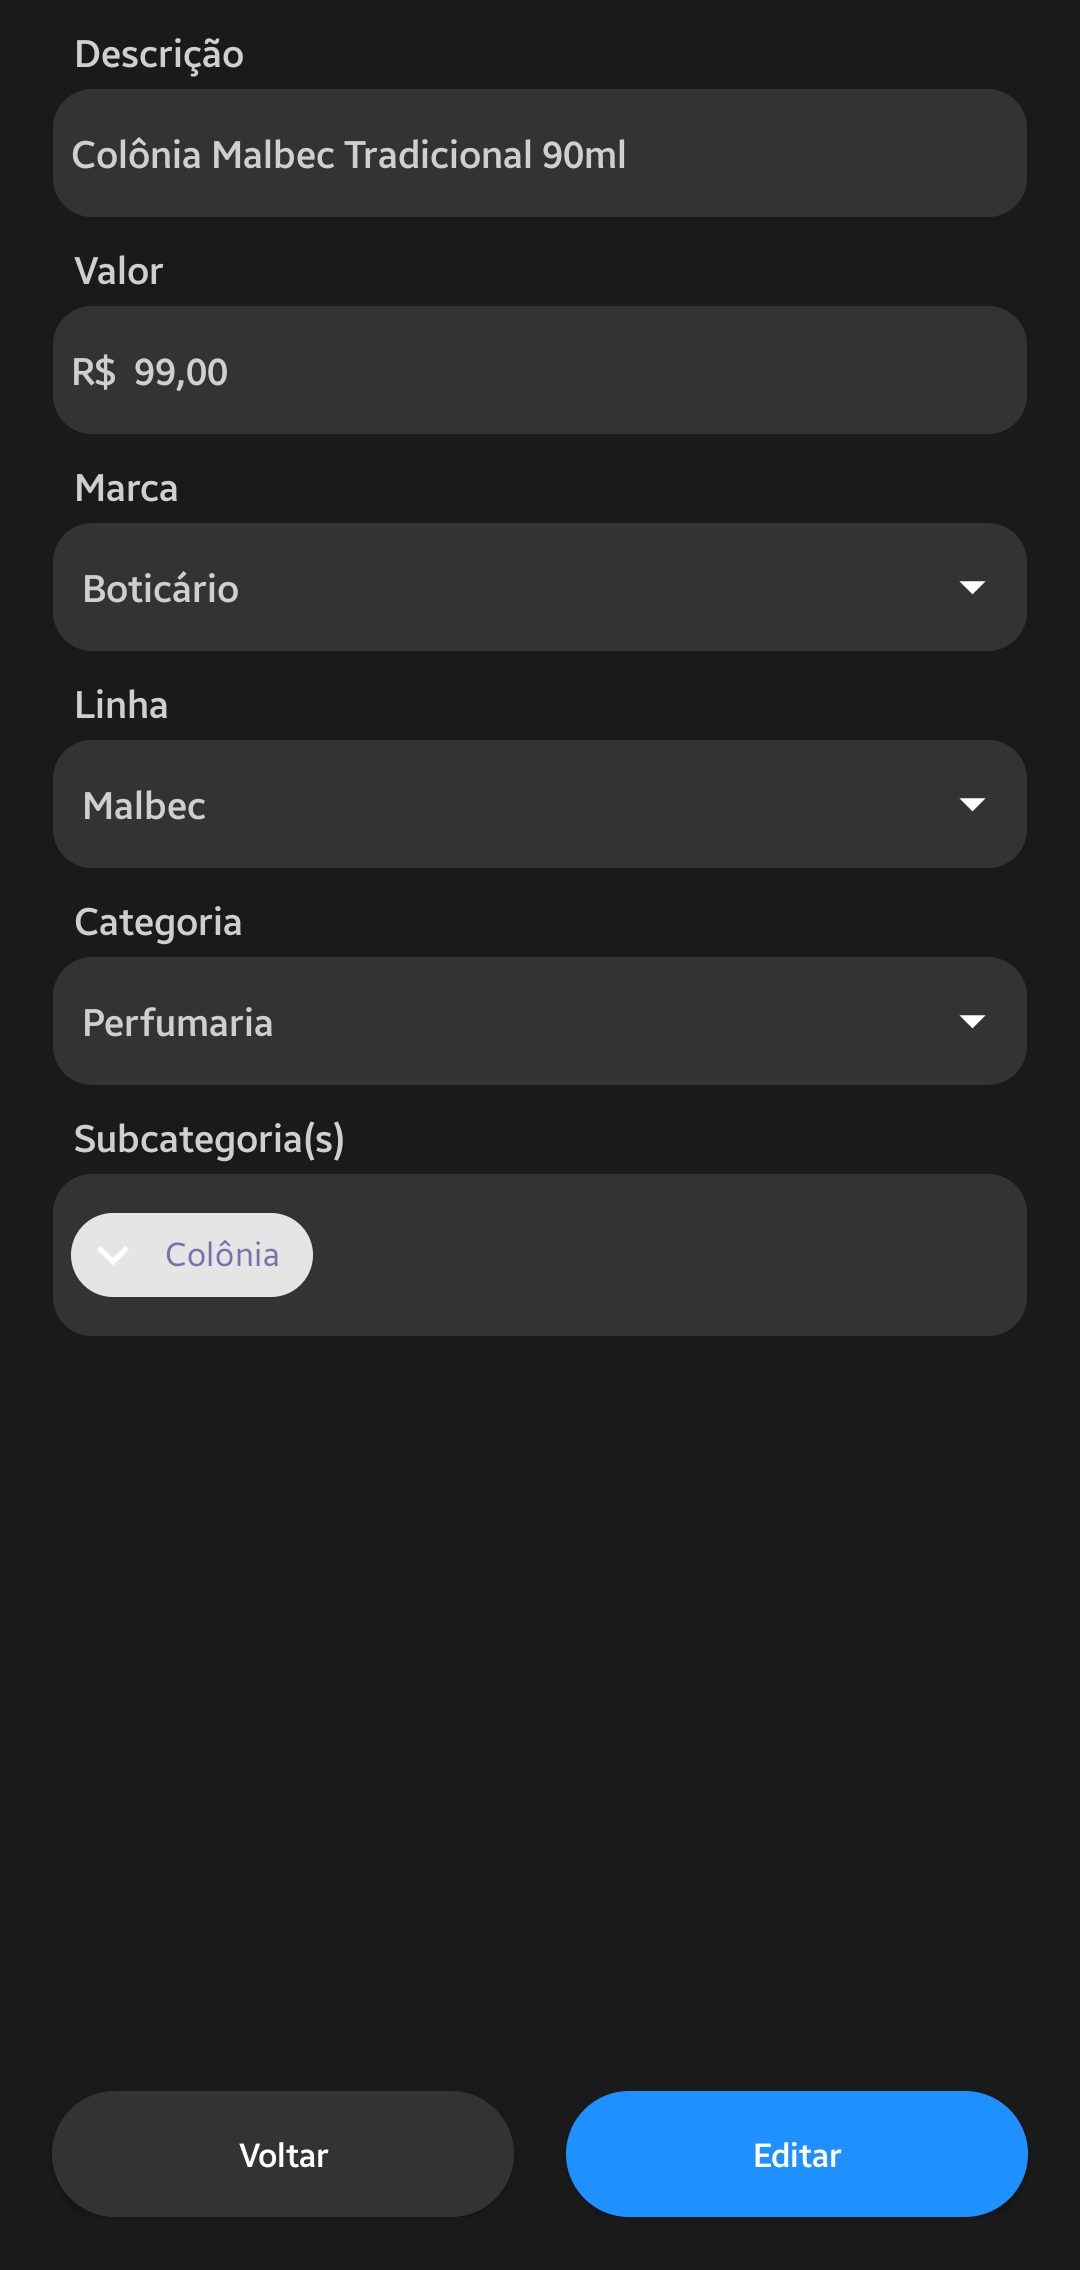 Descrição
Colônia Malbec Tradicional 90ml
Valor
R$ 99,00
Marca
Boticário
Linha
Malbec
Categoria
Perfumaria
Subcategoria(s)
Colônia
Voltar Editar